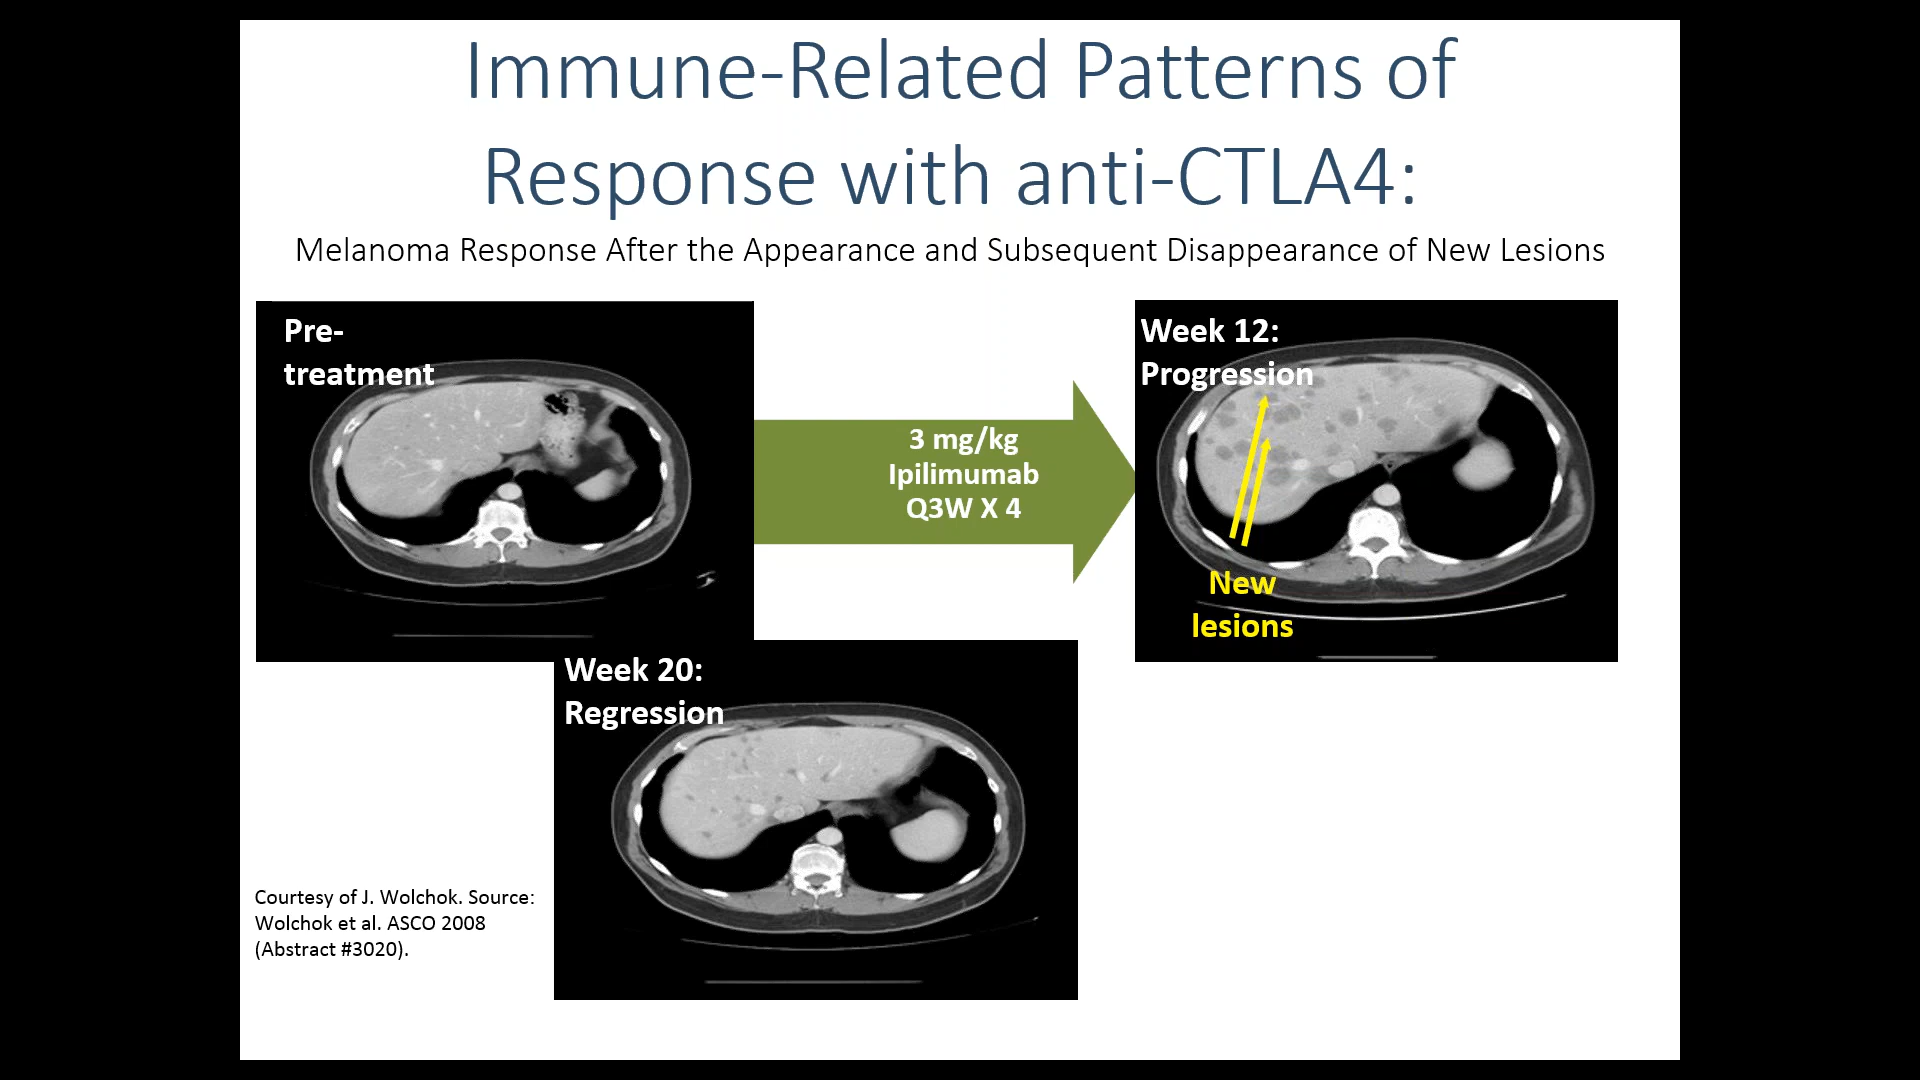 Immune-Related Patterns of
Response with anti-CTLA4:
Melanoma Response After the Appearance and Subsequent Disappearance of New Lesions
Pre-
treatment
3 mg/kg
Ipilimumab
Q3W X 4
Week 12:
Progression
New
lesions
Week 20:
Regression
Courtesy of J. Wolchok. Source:
Wolchok et al. ASCO 2008
(Abstract #3020).